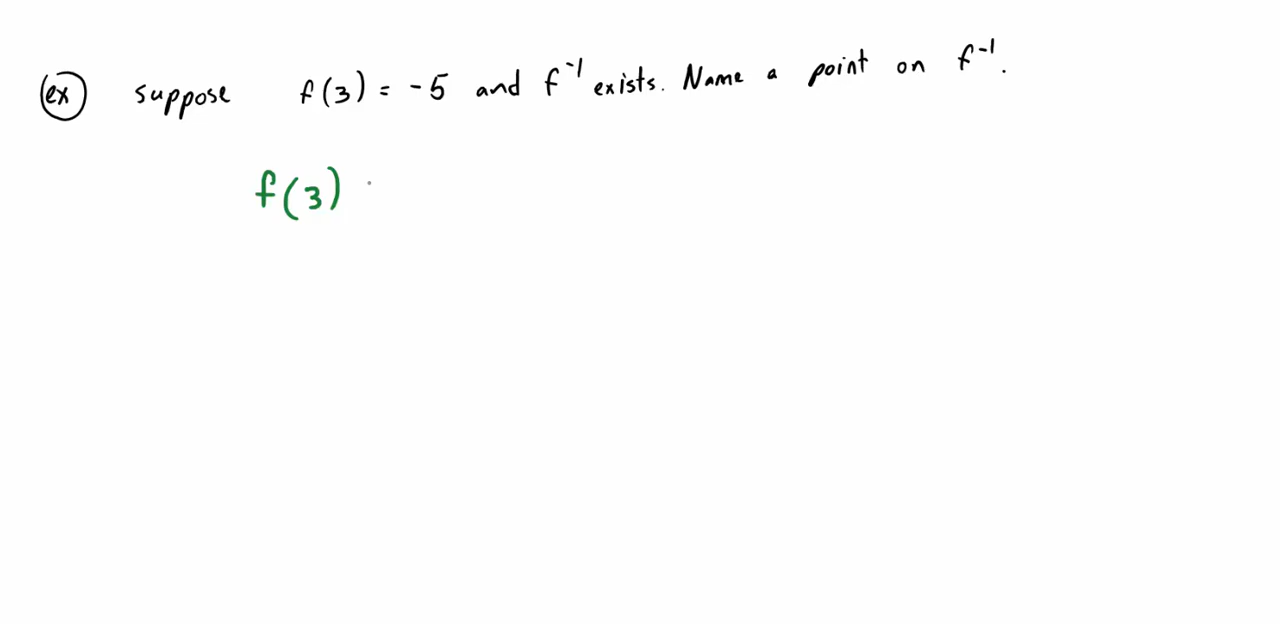 ex suppose f(3) = -5 and f⁻¹ exists. Name a point on f⁻¹.
f(3)